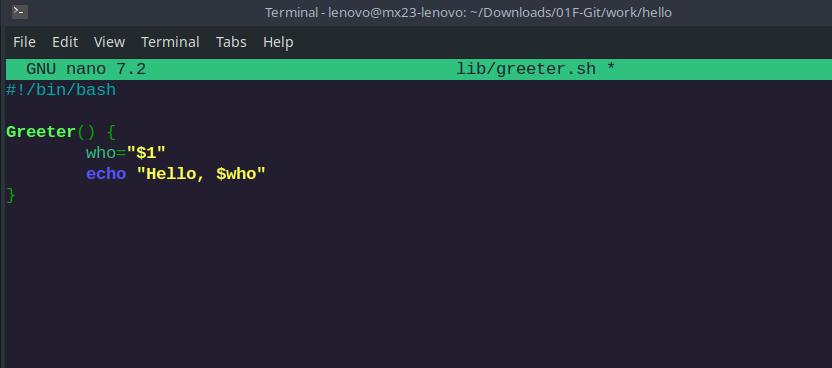 Terminal - lenovo@mx23-lenovo: ~/Downloads/01F-Git/work/hello
File Edit View Terminal Tabs Help
GNU nano 7.2 lib/greeter.sh *
#!/bin/bash
Greeter() {
who="$1"
echo "Hello, $who"
}